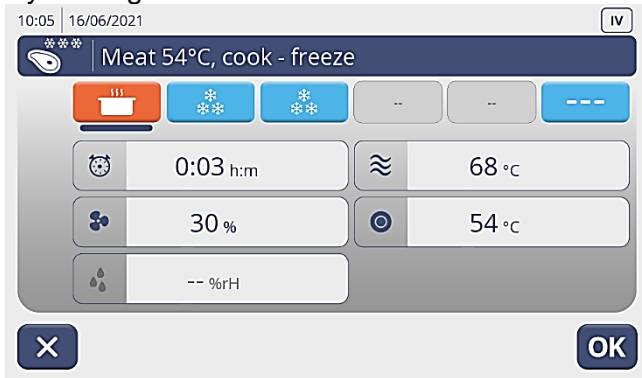 10:05 16/06/2021 IV
Meat 54°C, cook - freeze
-- -- ---
0:03 h:m 68 °C
30 % 54 °C
-- %rH
OK